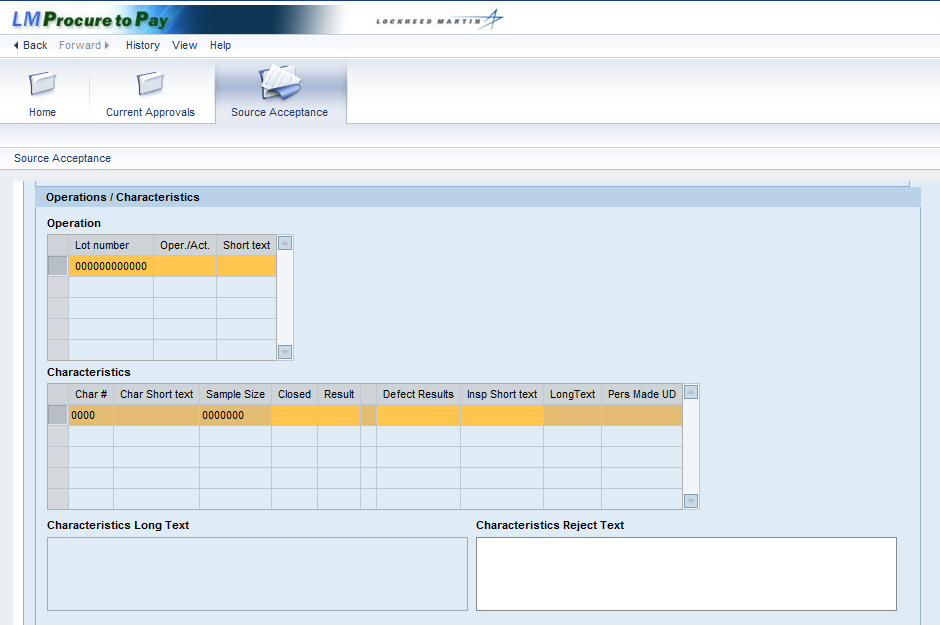 LM Procure to Pay LOCKHEED MARTIN
Back Forward History View Help
Home Current Approvals Source Acceptance
Source Acceptance
Operations / Characteristics
Operation
Lot number Oper./Act. Short text
000000000000
Characteristics
Char # Char Short text Sample Size Closed Result Defect Results Insp Short text LongText Pers Made UD
0000 0000000
Characteristics Long Text Characteristics Reject Text